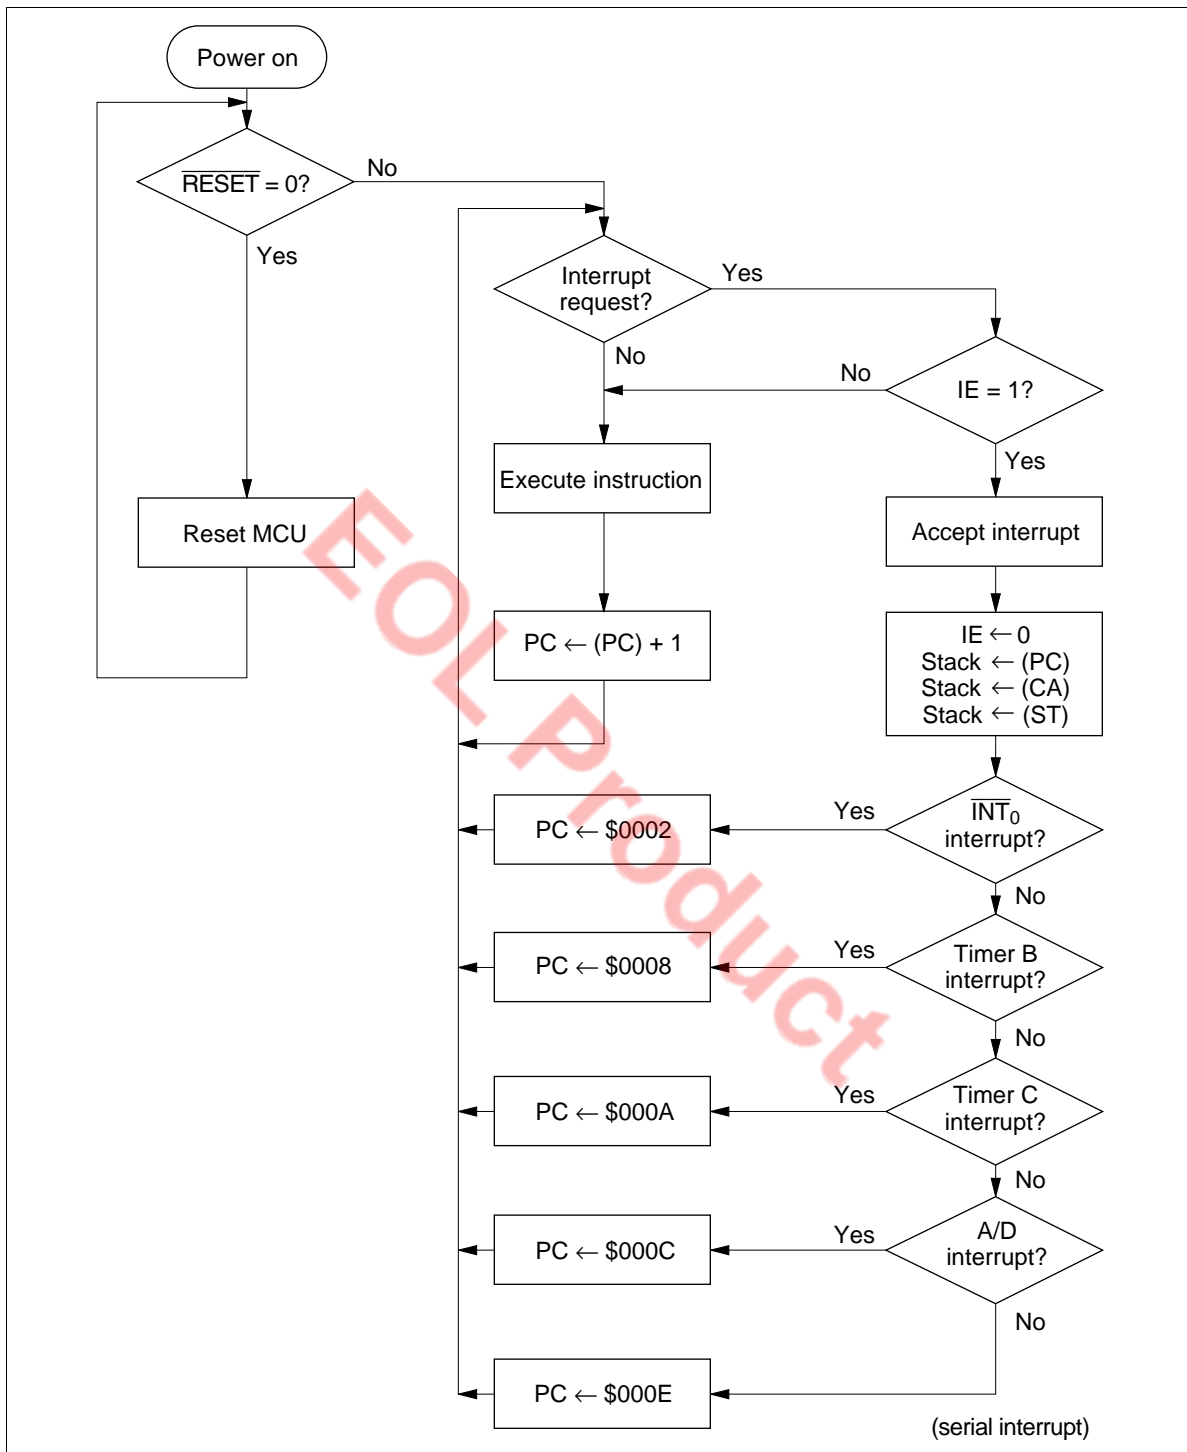 Power on
RESET = 0?
No
Yes
Interrupt
request?
Yes
No
No
IE = 1?
Yes
Execute instruction
Reset MCU
Accept interrupt
PC ← (PC) + 1
IE ← 0
Stack ← (PC)
Stack ← (CA)
Stack ← (ST)
PC ← $0002
Yes
INT0
interrupt?
No
PC ← $0008
Yes
Timer B
interrupt?
No
PC ← $000A
Yes
Timer C
interrupt?
No
PC ← $000C
Yes
A/D
interrupt?
No
PC ← $000E
(serial interrupt)
EOL Product